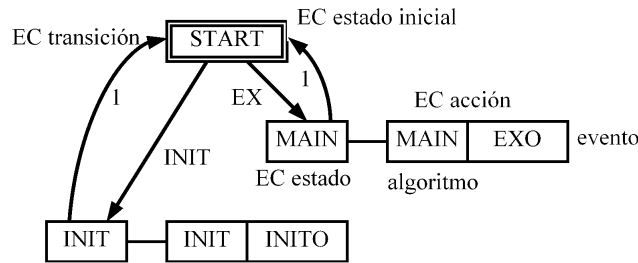 EC estado inicial
EC transición
START
1
EX
1
EC acción
MAIN
MAIN
EXO
evento
INIT
EC estado
algoritmo
INIT
INIT
INITO